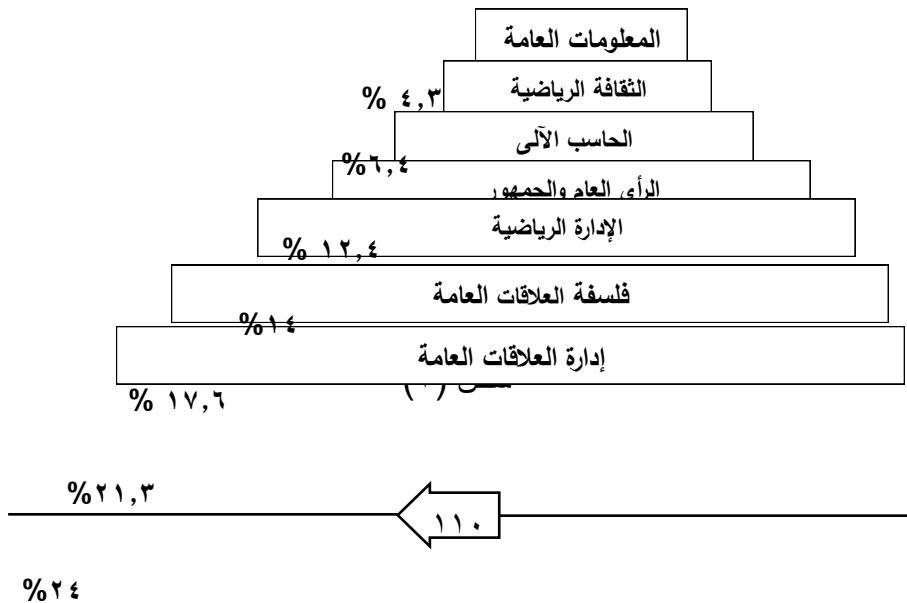 المعلومات العامة
الثقافة الرياضية
٤,٣ %
الحاسب الآلى
٦,٤%
الرأى العام والجمهور
الإدارة الرياضية
١٢,٤ %
فلسفة العلاقات العامة
١٤%
إدارة العلاقات العامة
١٧,٦ %
٢١,٣%
١١٠
٢٤%